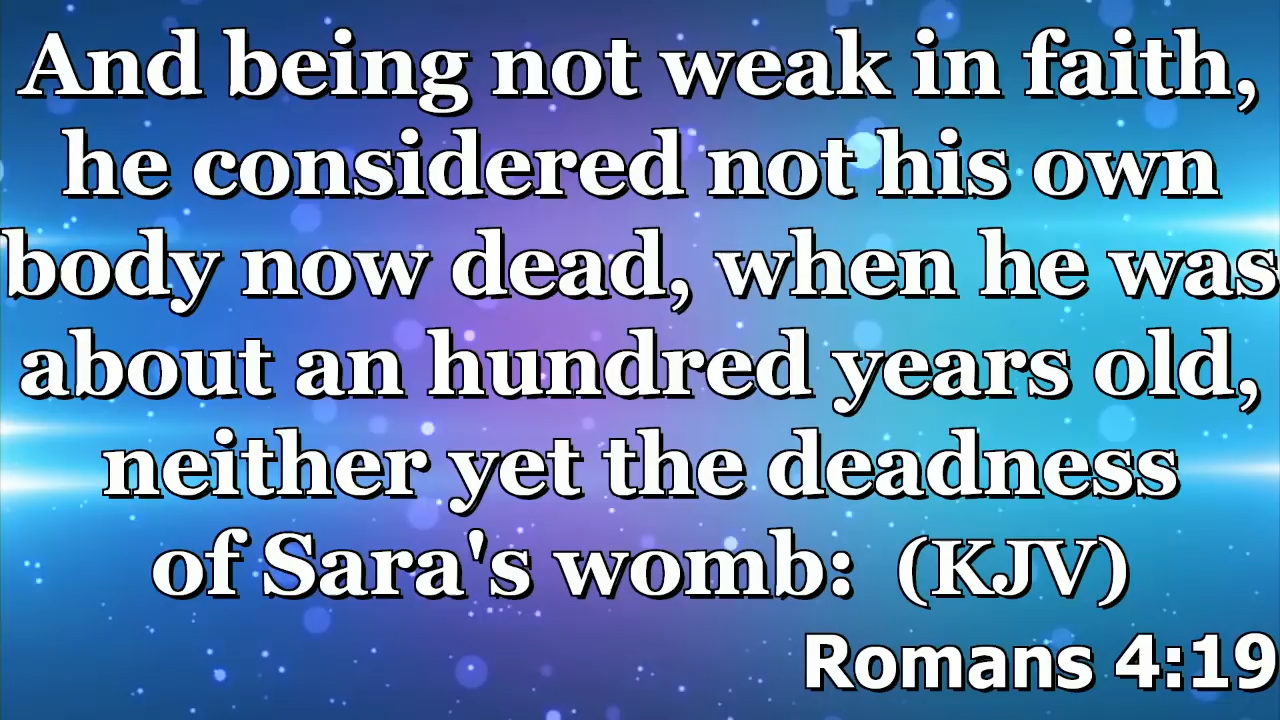 And being not weak in faith,
he considered not his own
body now dead, when he was
about an hundred years old,
neither yet the deadness
of Sara's womb:  (KJV)
Romans 4:19